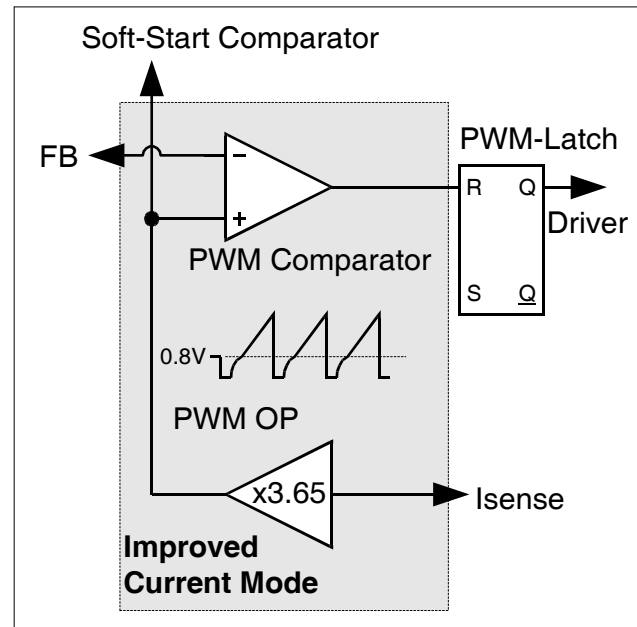 Soft-Start Comparator
FB
PWM-Latch
−
R Q
+
Driver
PWM Comparator
S Q
0.8V
PWM OP
x3.65
Isense
Improved
Current Mode